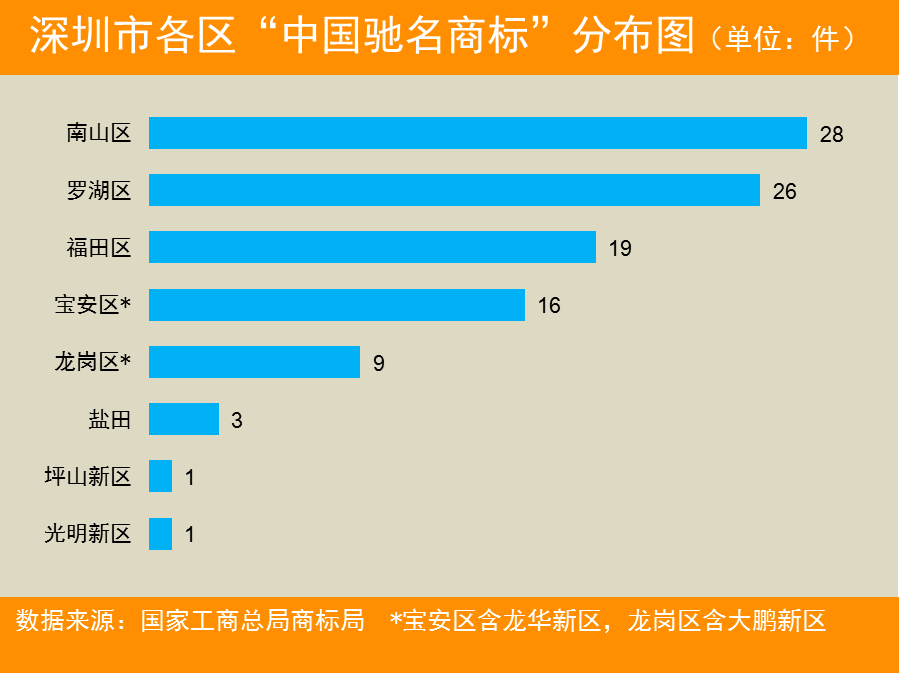 深圳市各区“中国驰名商标”分布图（单位：件）
南山区 28
罗湖区 26
福田区 19
宝安区* 16
龙岗区* 9
盐田 3
坪山新区 1
光明新区 1
数据来源：国家工商总局商标局 *宝安区含龙华新区，龙岗区含大鹏新区